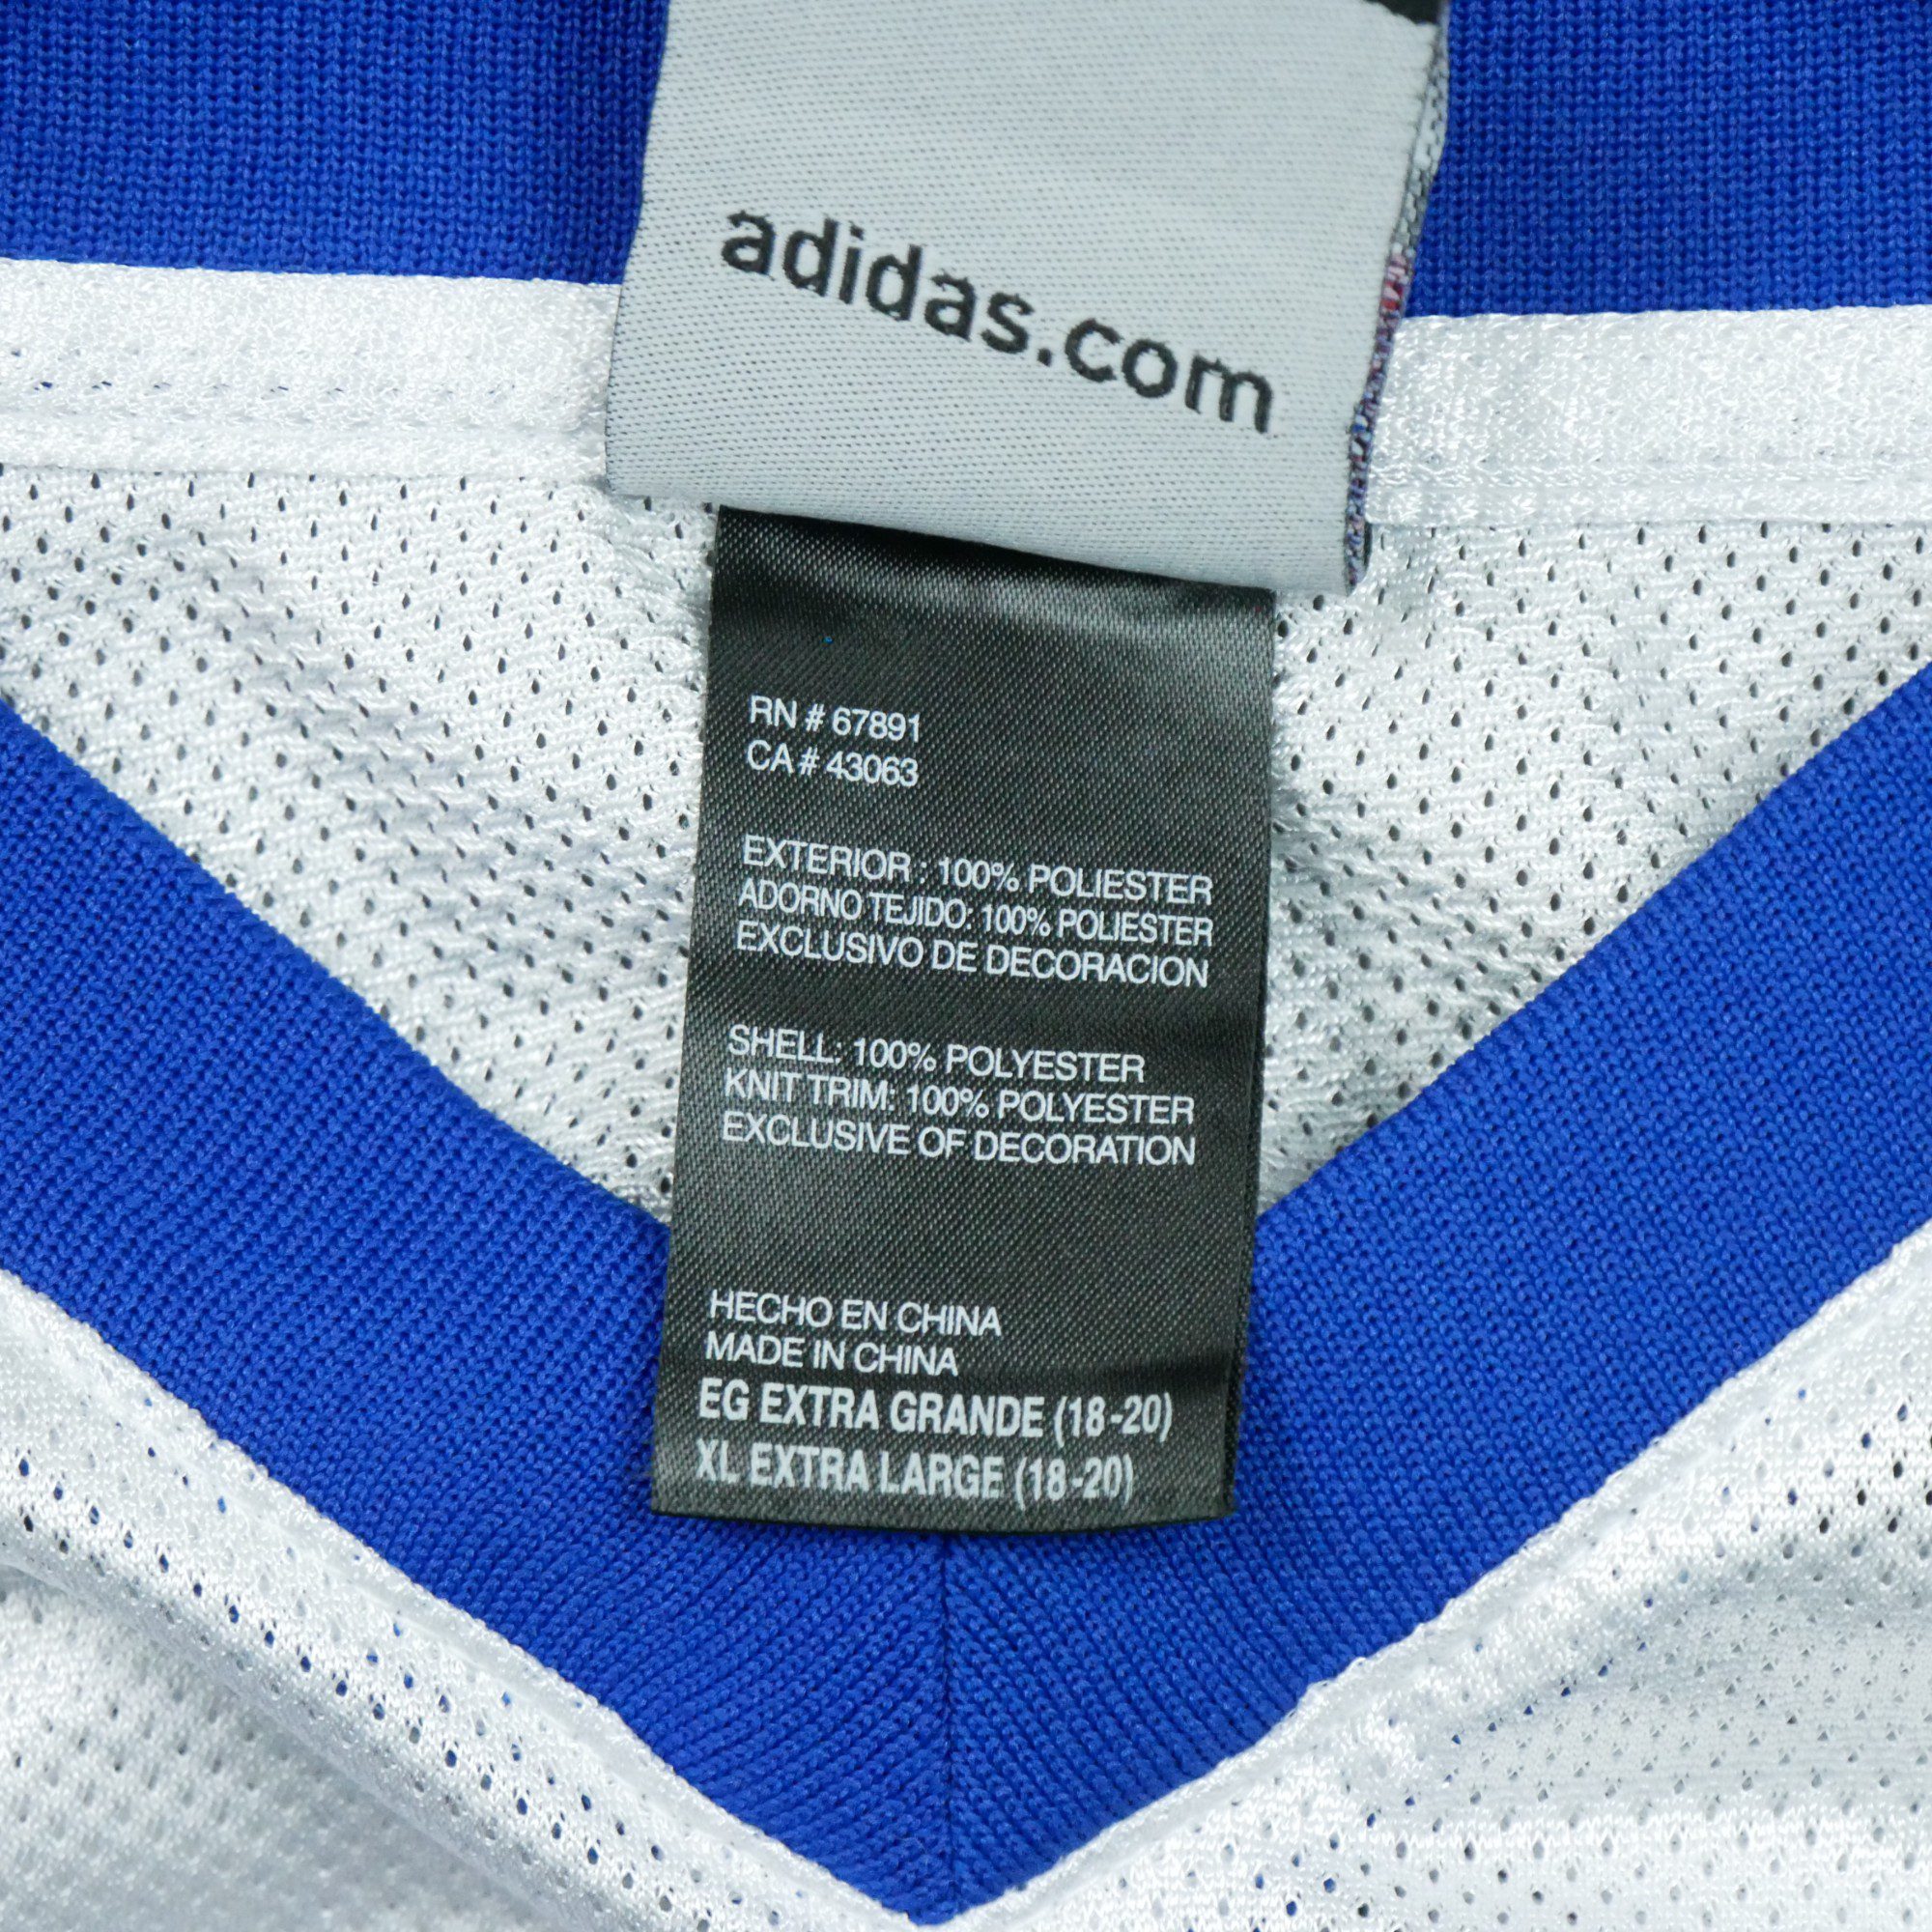 adidas.com
RN # 67891
CA # 43063
EXTERIOR : 100% POLIESTER
ADORNO TEJIDO: 100% POLIESTER
EXCLUSIVO DE DECORACION
SHELL: 100% POLYESTER
KNIT TRIM: 100% POLYESTER
EXCLUSIVE OF DECORATION
HECHO EN CHINA
MADE IN CHINA
EG EXTRA GRANDE (18-20)
XL EXTRA LARGE (18-20)